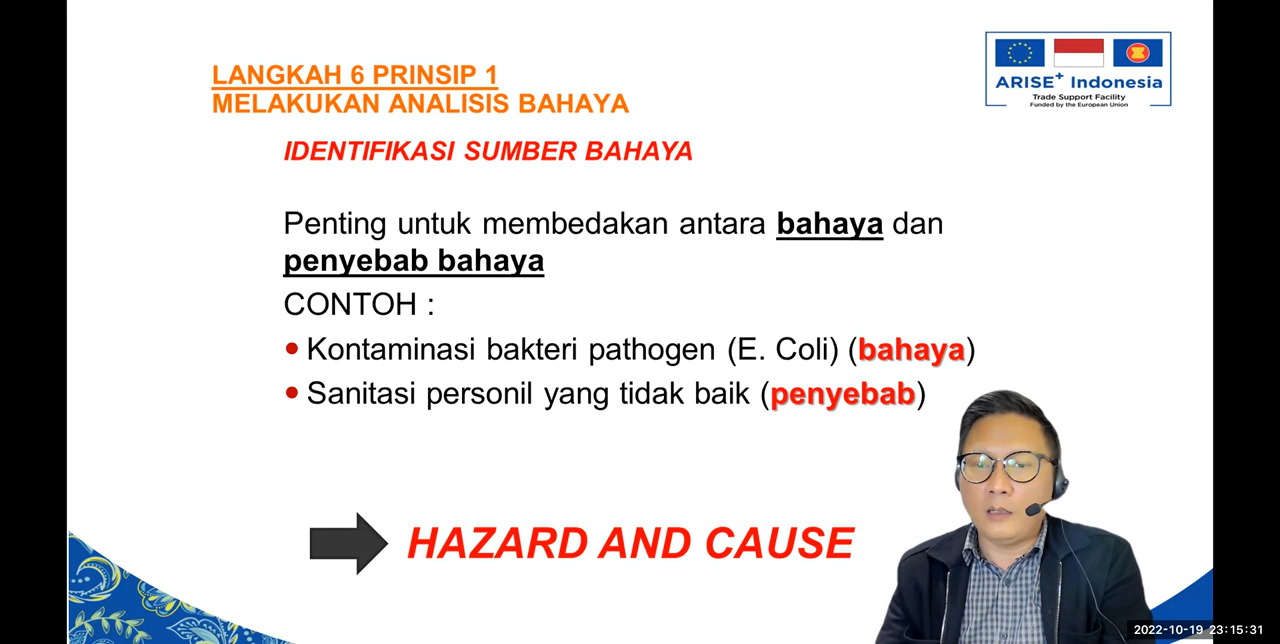 LANGKAH 6 PRINSIP 1
MELAKUKAN ANALISIS BAHAYA
ARISE+ Indonesia
Trade Support Facility
Funded by the European Union
IDENTIFIKASI SUMBER BAHAYA
Penting untuk membedakan antara bahaya dan
penyebab bahaya
CONTOH :
• Kontaminasi bakteri pathogen (E. Coli) (bahaya)
• Sanitasi personil yang tidak baik (penyebab)
HAZARD AND CAUSE
2022-10-19 23:15:31